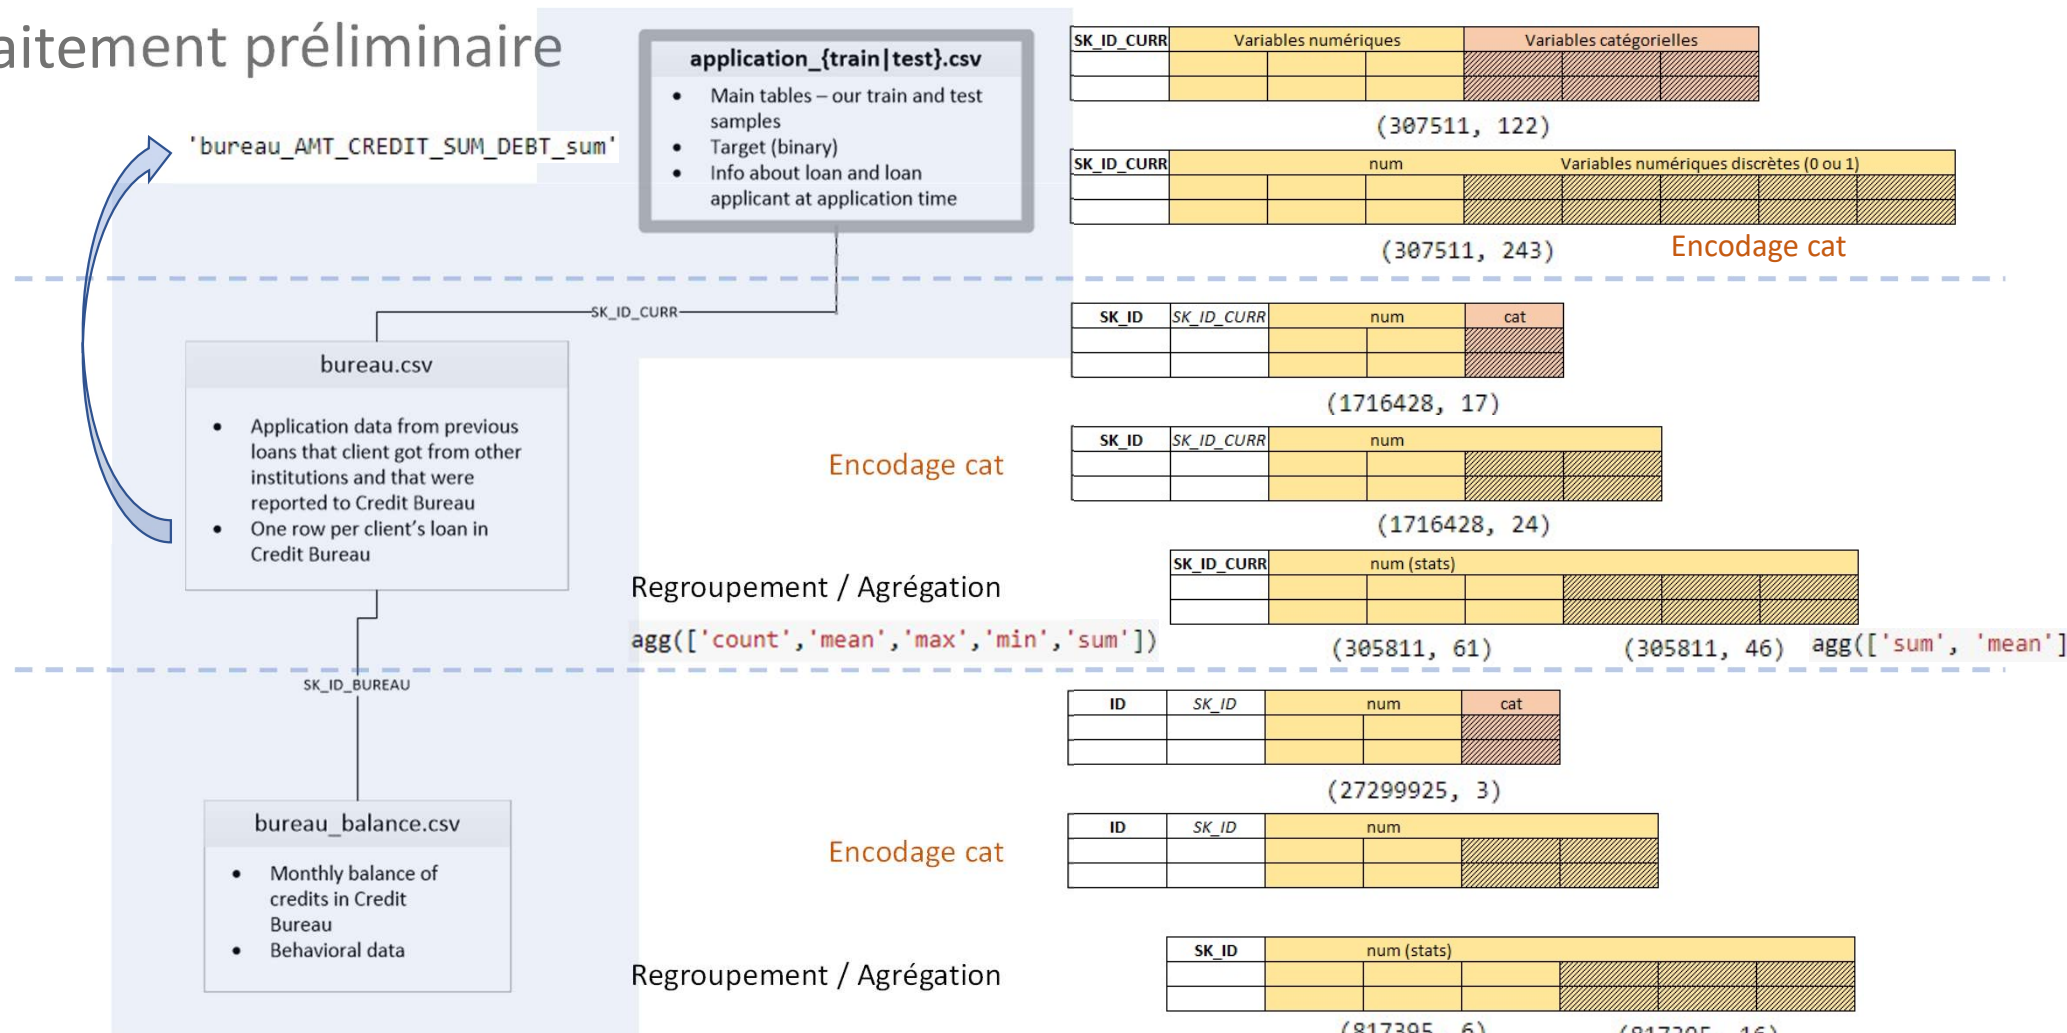 aitement préliminaire
'bureau_AMT_CREDIT_SUM_DEBT_sum'
application_{train|test}.csv
• Main tables – our train and test
samples
• Target (binary)
• Info about loan and loan
applicant at application time
SK_ID_CURR Variables numériques Variables catégorielles
(307511, 122)
SK_ID_CURR num Variables numériques discrètes (0 ou 1)
(307511, 243)
Encodage cat
SK_ID_CURR
bureau.csv
• Application data from previous
loans that client got from other
institutions and that were
reported to Credit Bureau
• One row per client's loan in
Credit Bureau
SK_ID SK_ID_CURR num cat
(1716428, 17)
Encodage cat
SK_ID SK_ID_CURR num
(1716428, 24)
Regroupement / Agrégation
SK_ID_CURR num (stats)
agg(['count','mean','max','min','sum'])
(305811, 61)
(305811, 46)
agg(['sum', 'mean']
SK_ID_BUREAU
bureau_balance.csv
• Monthly balance of
credits in Credit
Bureau
• Behavioral data
ID SK_ID num cat
(27299925, 3)
Encodage cat
ID SK_ID num
Regroupement / Agrégation
SK_ID num (stats)
(817395, 6)
(817395, 16)